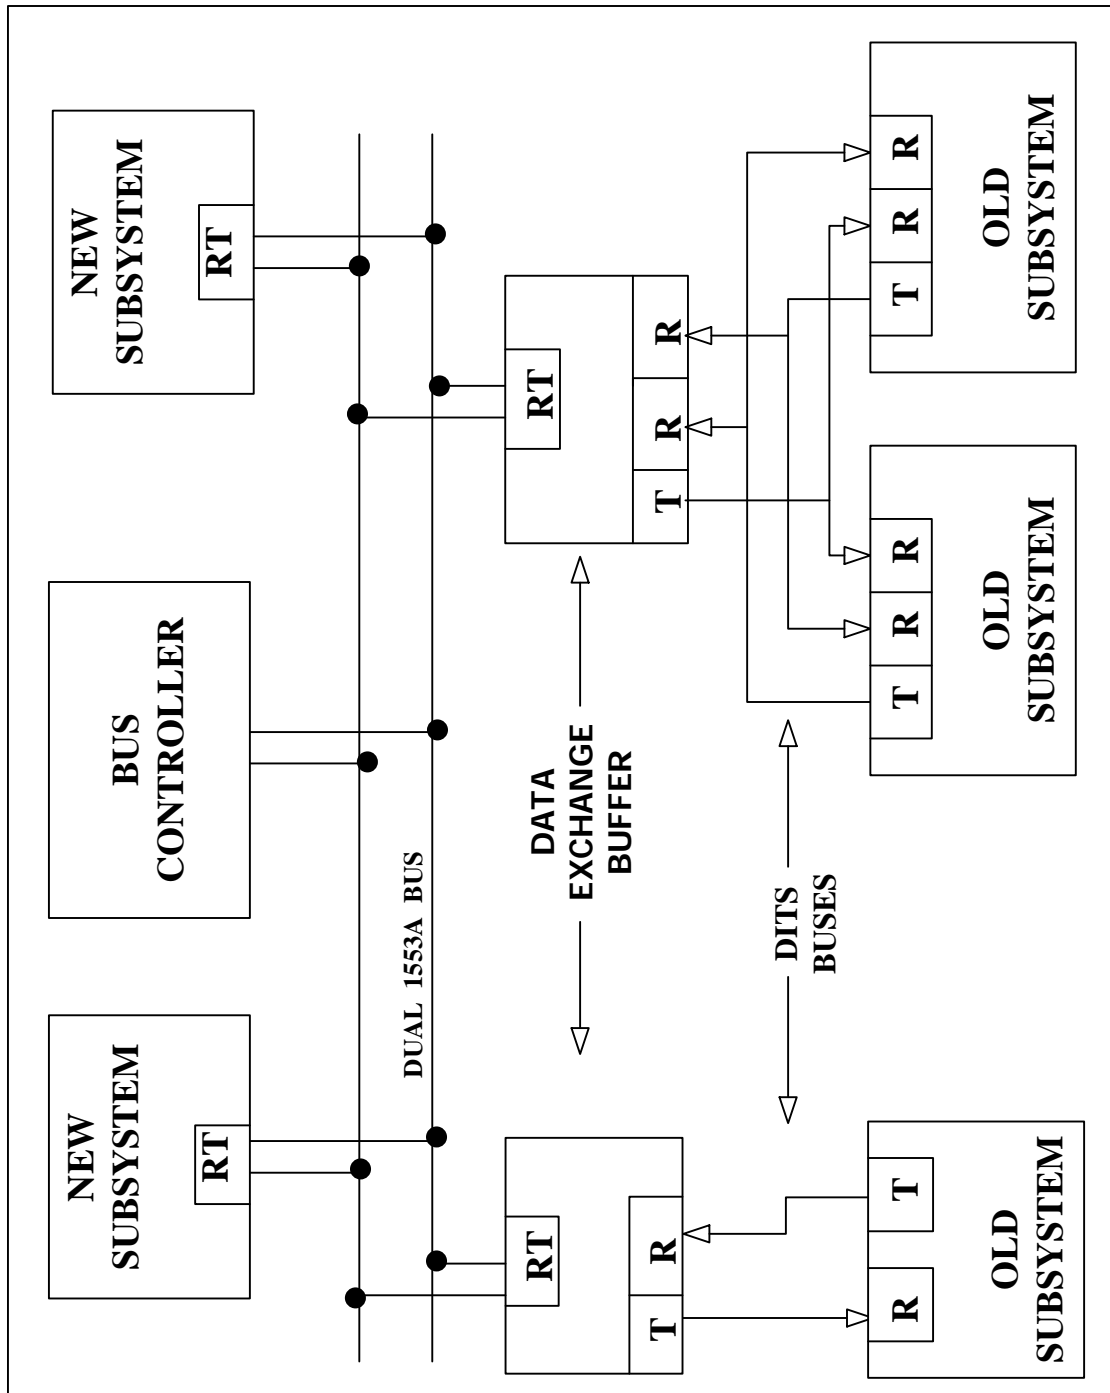 NEW
SUBSYSTEM
RT
BUS
CONTROLLER
NEW
SUBSYSTEM
RT
DUAL 1553A BUS
RT
T R
DATA
EXCHANGE
BUFFER
RT
T R R
DITS
BUSES
R T
OLD
SUBSYSTEM
T R R
OLD
SUBSYSTEM
T R R
OLD
SUBSYSTEM